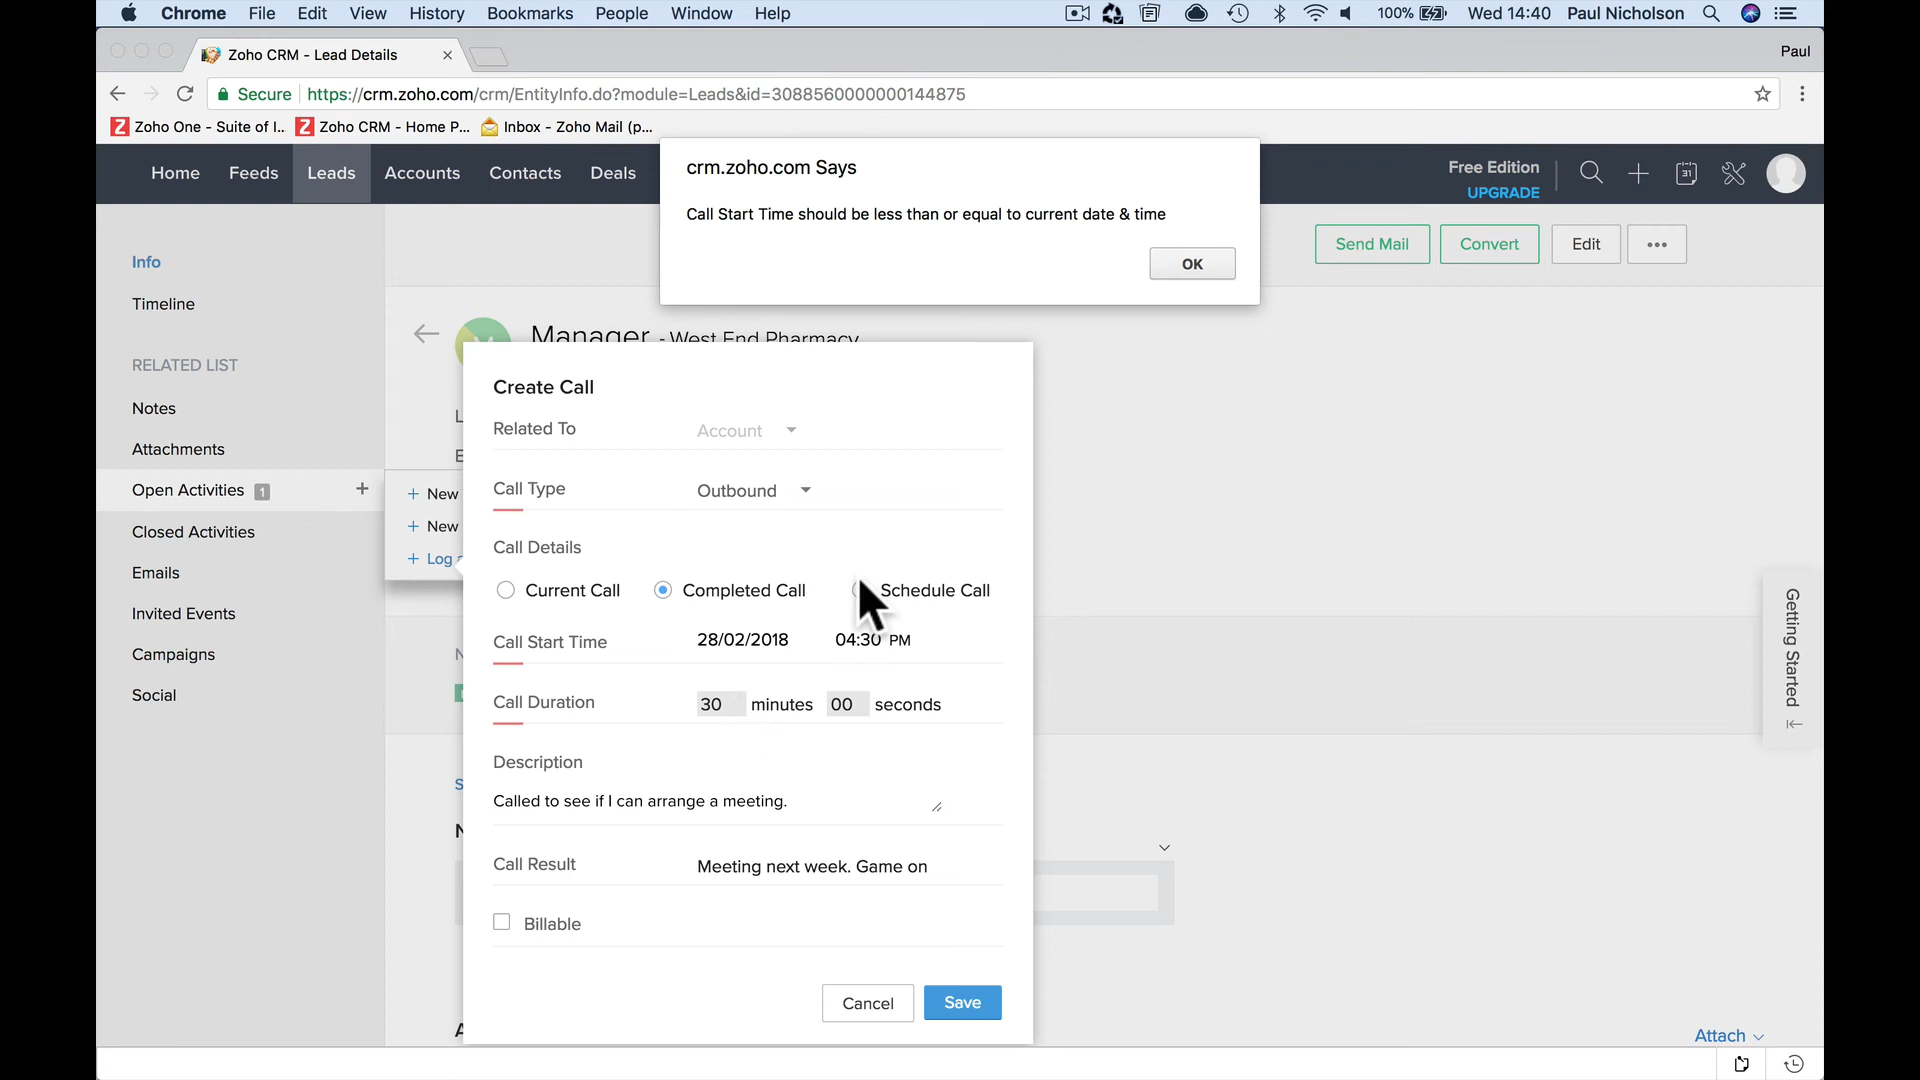 Chrome File Edit View History Bookmarks People Window Help 100% Wed 14:40 Paul Nicholson
Zoho CRM - Lead Details
Paul
Secure https://crm.zoho.com/crm/EntityInfo.do?module=Leads&id=3088560000000144875
Zoho One - Suite of I... Zoho CRM - Home P... Inbox - Zoho Mail (p...
crm.zoho.com Says
Call Start Time should be less than or equal to current date & time
OK
Home Feeds Leads Accounts Contacts Deals
Free Edition
UPGRADE
31
Send Mail Convert Edit •••
Info
Timeline
RELATED LIST
Notes
Attachments
Open Activities 1 +
Closed Activities
Emails
Invited Events
Campaigns
Social
Manager - West End Pharmacy
+ New
+ New
+ Log
Create Call
Related To Account
Call Type Outbound
Call Details
Current Call Completed Call Schedule Call
Call Start Time 28/02/2018 04:30 PM
Call Duration 30 minutes 00 seconds
Description
Called to see if I can arrange a meeting.
Call Result Meeting next week. Game on
Billable
Cancel Save
Getting Started
Attach